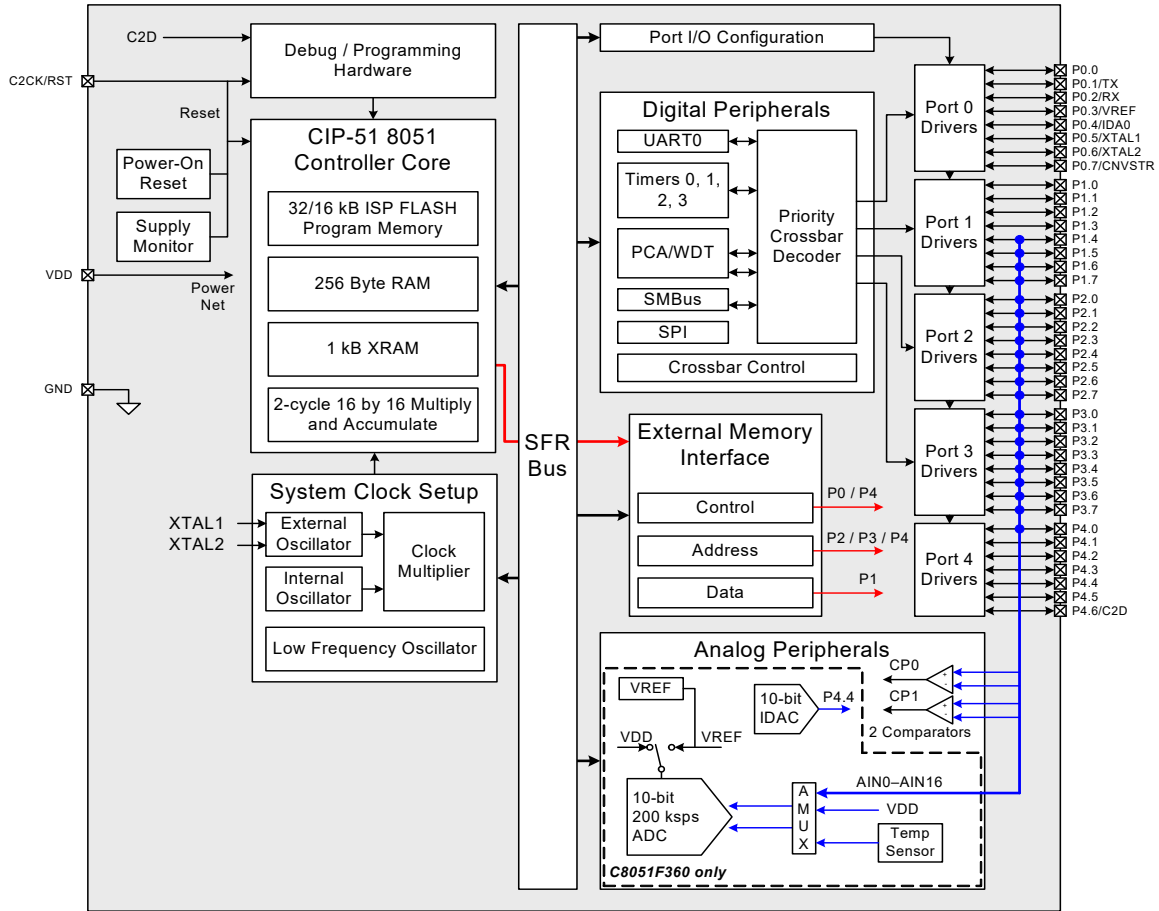 C2D
C2CK/RST
Reset
Power-On
Reset
Supply
Monitor
VDD
Power
Net
GND
Debug / Programming
Hardware
CIP-51 8051
Controller Core
32/16 kB ISP FLASH
Program Memory
256 Byte RAM
1 kB XRAM
2-cycle 16 by 16 Multiply
and Accumulate
System Clock Setup
XTAL1
XTAL2
External
Oscillator
Internal
Oscillator
Clock
Multiplier
Low Frequency Oscillator
SFR
Bus
Port I/O Configuration
Digital Peripherals
UART0
Timers 0, 1,
2, 3
PCA/WDT
SMBus
SPI
Priority
Crossbar
Decoder
Crossbar Control
External Memory
Interface
Control
Address
Data
P0 / P4
P2 / P3 / P4
P1
Port 0
Drivers
Port 1
Drivers
Port 2
Drivers
Port 3
Drivers
Port 4
Drivers
P0.0
P0.1/TX
P0.2/RX
P0.3/VREF
P0.4/IDA0
P0.5/XTAL1
P0.6/XTAL2
P0.7/CNVSTR
P1.0
P1.1
P1.2
P1.3
P1.4
P1.5
P1.6
P1.7
P2.0
P2.1
P2.2
P2.3
P2.4
P2.5
P2.6
P2.7
P3.0
P3.1
P3.2
P3.3
P3.4
P3.5
P3.6
P3.7
P4.0
P4.1
P4.2
P4.3
P4.4
P4.5
P4.6/C2D
Analog Peripherals
VREF
10-bit
IDAC
P4.4
CP0
+
-
CP1
+
-
2 Comparators
VDD
VREF
10-bit
200 ksps
ADC
A
M
U
X
AIN0–AIN16
VDD
Temp
Sensor
C8051F360 only